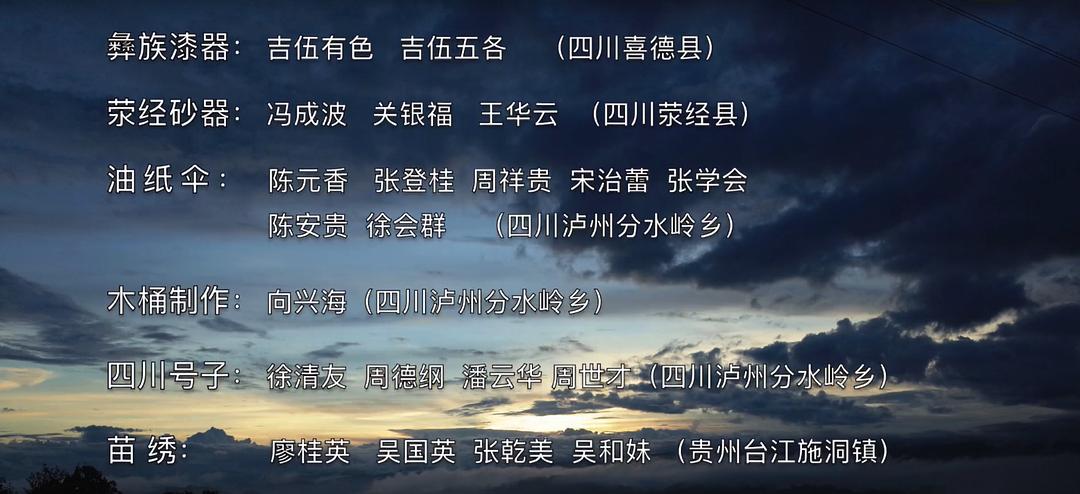 彝族漆器： 吉伍有色 吉伍五各 （四川喜德县）
荥经砂器： 冯成波 关银福 王华云 （四川荥经县）
油纸伞： 陈元香 张登桂 周祥贵 宋治蕾 张学会
陈安贵 徐会群 （四川泸州分水岭乡）
木桶制作： 向兴海（四川泸州分水岭乡）
四川号子： 徐清友 周德纲 潘云华 周世才（四川泸州分水岭乡）
苗绣： 廖桂英 吴国英 张乾美 吴和妹 （贵州台江施洞镇）